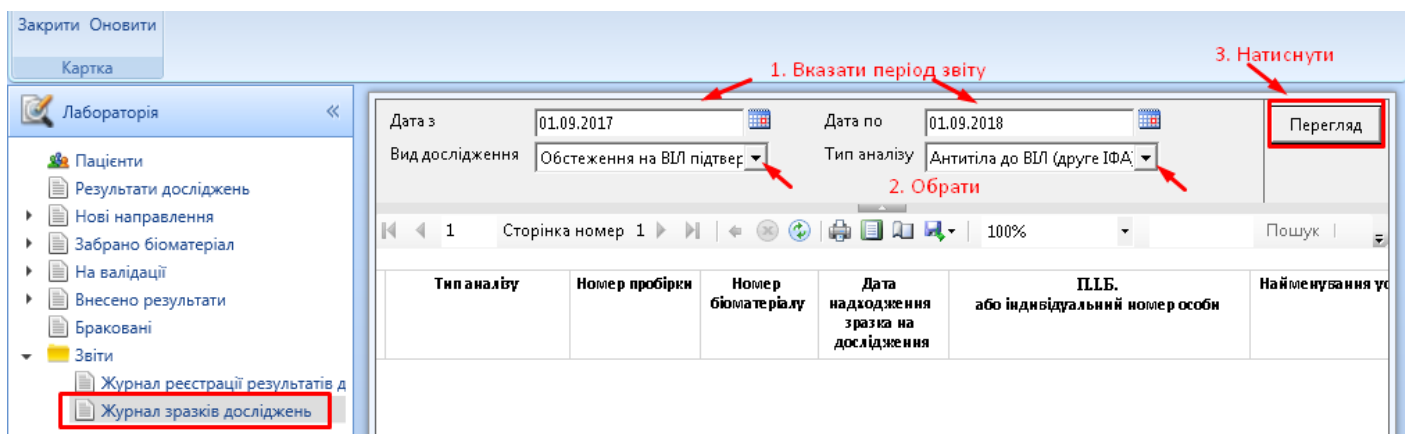 Закрити Оновити
Картка
1. Вказати період звіту
3. Натиснути
Лабораторія «
Пацієнти
Результати досліджень
Нові направлення
Забрано біоматеріал
На валідації
Внесено результати
Браковані
Звіти
Журнал реєстрації результатів д
Журнал зразків досліджень
Дата з 01.09.2017 Дата по 01.09.2018 Перегляд
Вид дослідження Обстеження на ВІЛ підтвер Тип аналізу Антитіла до ВІЛ (друге ІФА)
2. Обрати
1 Сторінка номер 1 100% Пошук
Тип аналізу
Номер пробірки
Номер
біоматеріалу
Дата
надходження
зразка на
дослідження
П.І.Б.
або індивідуальний номер особи
Найменування ус